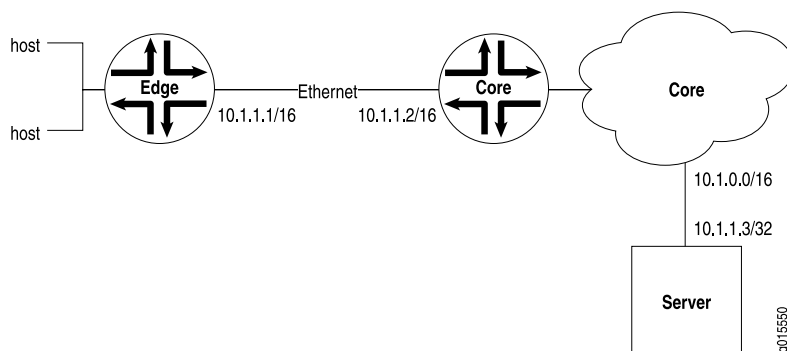 host
host
Edge
10.1.1.1/16
Ethernet
10.1.1.2/16
Core
Core
10.1.0.0/16
10.1.1.3/32
Server
g015550